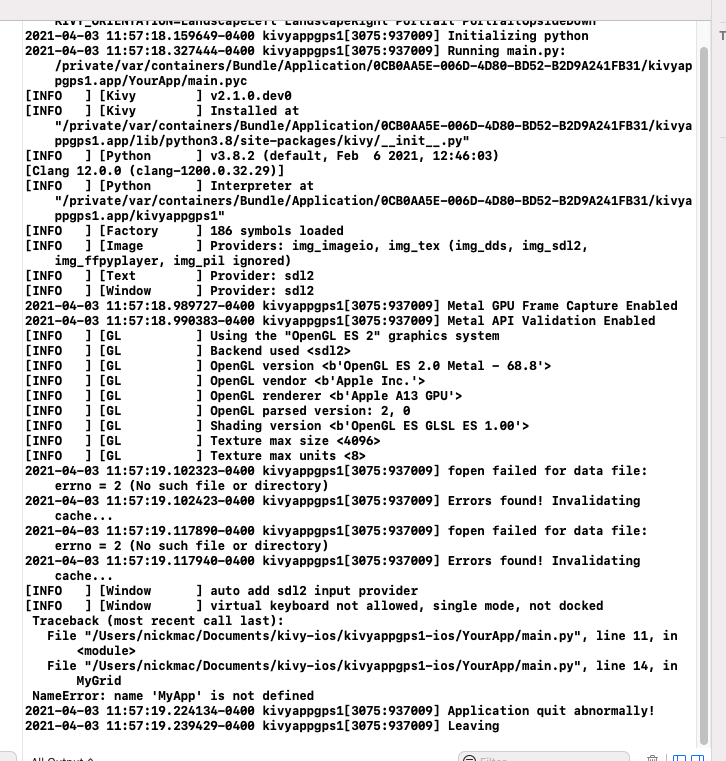 KIVY_ORIENTATION=LandscapeLeft LandscapeRight Portrait PortraitUpsideDown
2021-04-03 11:57:18.159649-0400 kivyappgps1[3075:937009] Initializing python
2021-04-03 11:57:18.327444-0400 kivyappgps1[3075:937009] Running main.py:
/private/var/containers/Bundle/Application/0CB0AA5E-006D-4D80-BD52-B2D9A241FB31/kivyap
pgps1.app/YourApp/main.pyc
[INFO   ] [Kivy        ] v2.1.0.dev0
[INFO   ] [Kivy        ] Installed at
"/private/var/containers/Bundle/Application/0CB0AA5E-006D-4D80-BD52-B2D9A241FB31/kivya
ppgps1.app/lib/python3.8/site-packages/kivy/__init__.py"
[INFO   ] [Python      ] v3.8.2 (default, Feb  6 2021, 12:46:03)
[Clang 12.0.0 (clang-1200.0.32.29)]
[INFO   ] [Python      ] Interpreter at
"/private/var/containers/Bundle/Application/0CB0AA5E-006D-4D80-BD52-B2D9A241FB31/kivya
ppgps1.app/kivyappgps1"
[INFO   ] [Factory     ] 186 symbols loaded
[INFO   ] [Image       ] Providers: img_imageio, img_tex (img_dds, img_sdl2,
img_ffpyplayer, img_pil ignored)
[INFO   ] [Text        ] Provider: sdl2
[INFO   ] [Window      ] Provider: sdl2
2021-04-03 11:57:18.989727-0400 kivyappgps1[3075:937009] Metal GPU Frame Capture Enabled
2021-04-03 11:57:18.990383-0400 kivyappgps1[3075:937009] Metal API Validation Enabled
[INFO   ] [GL          ] Using the "OpenGL ES 2" graphics system
[INFO   ] [GL          ] Backend used <sdl2>
[INFO   ] [GL          ] OpenGL version <b'OpenGL ES 2.0 Metal - 68.8'>
[INFO   ] [GL          ] OpenGL vendor <b'Apple Inc.'>
[INFO   ] [GL          ] OpenGL renderer <b'Apple A13 GPU'>
[INFO   ] [GL          ] OpenGL parsed version: 2, 0
[INFO   ] [GL          ] Shading version <b'OpenGL ES GLSL ES 1.00'>
[INFO   ] [GL          ] Texture max size <4096>
[INFO   ] [GL          ] Texture max units <8>
2021-04-03 11:57:19.102323-0400 kivyappgps1[3075:937009] fopen failed for data file:
errno = 2 (No such file or directory)
2021-04-03 11:57:19.102423-0400 kivyappgps1[3075:937009] Errors found! Invalidating
cache...
2021-04-03 11:57:19.117890-0400 kivyappgps1[3075:937009] fopen failed for data file:
errno = 2 (No such file or directory)
2021-04-03 11:57:19.117940-0400 kivyappgps1[3075:937009] Errors found! Invalidating
cache...
[INFO   ] [Window      ] auto add sdl2 input provider
[INFO   ] [Window      ] virtual keyboard not allowed, single mode, not docked
Traceback (most recent call last):
File "/Users/nickmac/Documents/kivy-ios/kivyappgps1-ios/YourApp/main.py", line 11, in
<module>
File "/Users/nickmac/Documents/kivy-ios/kivyappgps1-ios/YourApp/main.py", line 14, in
MyGrid
NameError: name 'MyApp' is not defined
2021-04-03 11:57:19.224134-0400 kivyappgps1[3075:937009] Application quit abnormally!
2021-04-03 11:57:19.239429-0400 kivyappgps1[3075:937009] Leaving
All Output
Filter